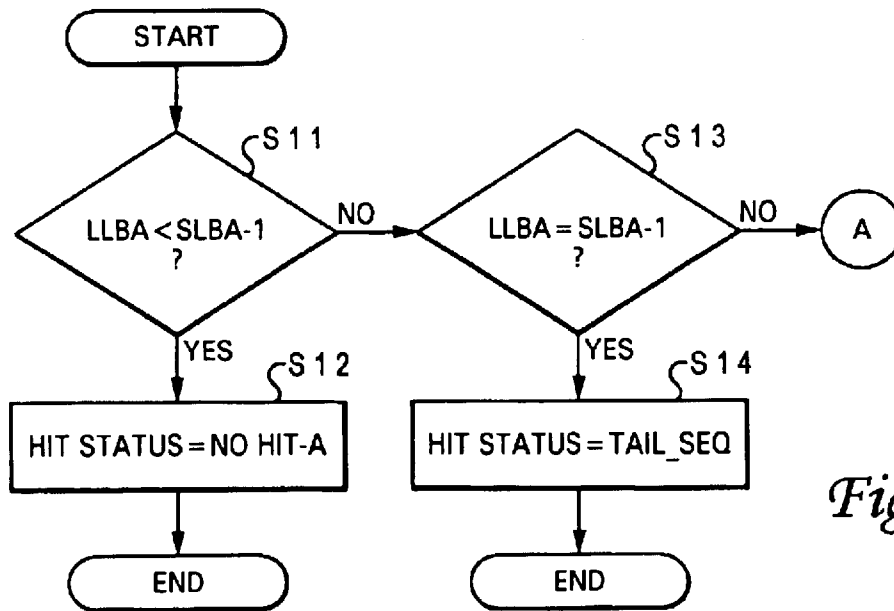 START
S11
LLBA<SLBA-1
?
NO
YES
S13
LLBA=SLBA-1
?
NO
YES
A
S12
HIT STATUS=NO HIT-A
END
S14
HIT STATUS=TAIL_SEQ
END
Fig